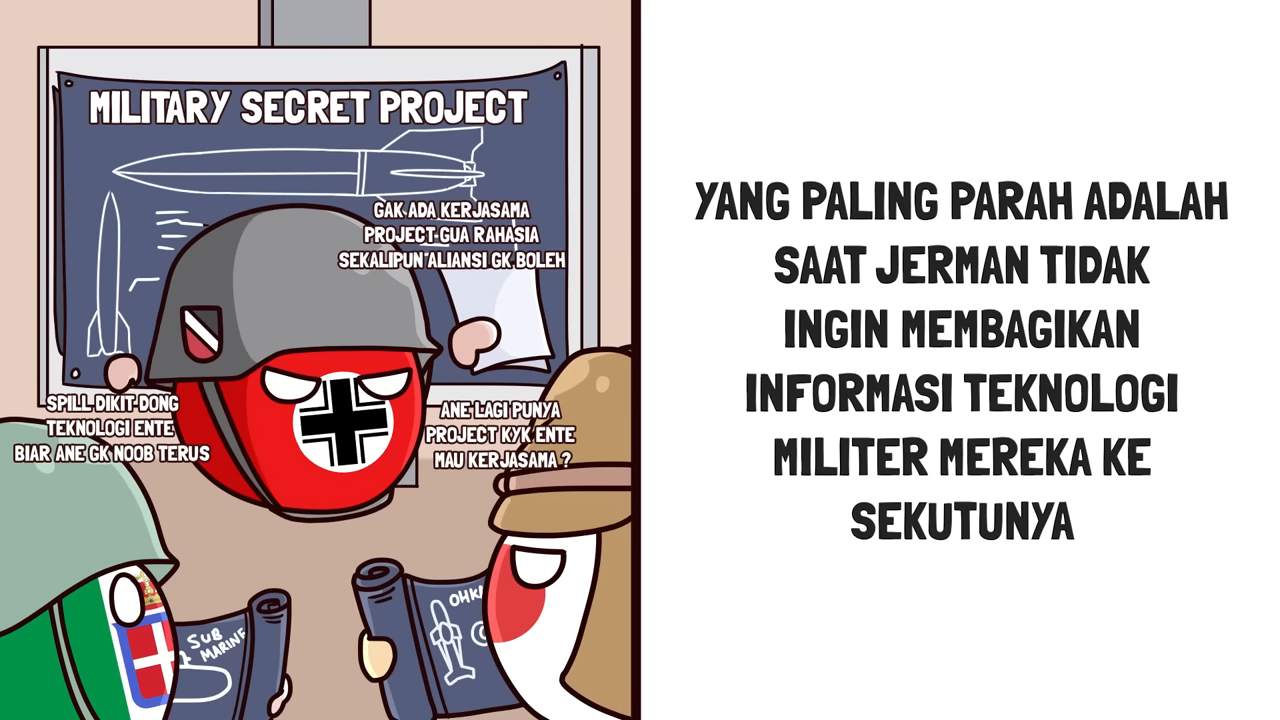 MILITARY SECRET PROJECT
GAK ADA KERJASAMA
PROJECT GUA RAHASIA
SEKALIPUN ALIANSI GK BOLEH
SPILL DIKIT DONG
TEKNOLOGI ENTE
BIAR ANE GK NOOB TERUS
ANE LAGI PUNYA
PROJECT KYK ENTE
MAU KERJASAMA ?
SUB
MARINE
YANG PALING PARAH ADALAH
SAAT JERMAN TIDAK
INGIN MEMBAGIKAN
INFORMASI TEKNOLOGI
MILITER MEREKA KE
SEKUTUNYA